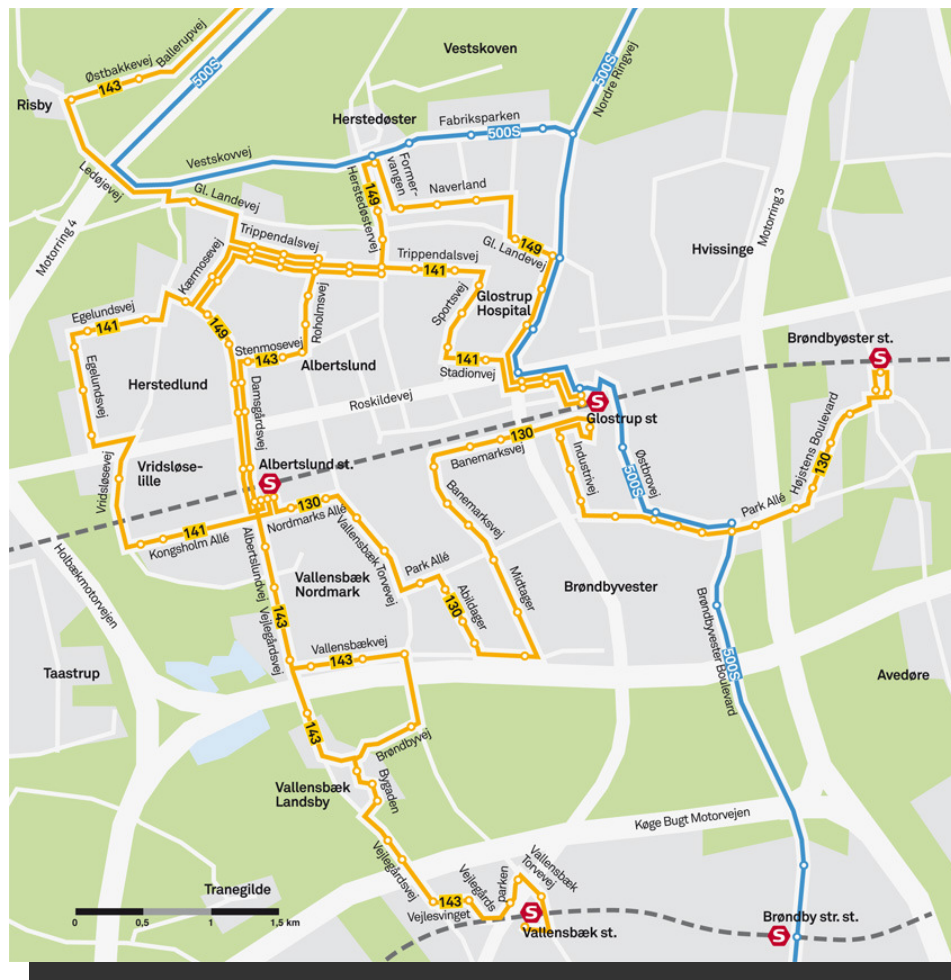 Østbakkevej
Ballerupvej
143
500S
Vestskoven
500S
Nordre Ringvej
Risby
Herstedøster
Fabriksparken
500S
Ledøjevej
Vestskovvej
Former-
vangen
Naverland
Herstedøstervej
149
Gl. Landevej
Motorring 4
Trippendalsvej
Trippendalsvej
141
149
Gl. Landevej
Hvissinge
Motorring 3
Kærmosevej
Egelundsvej
141
149
Roholmsvej
Sportsvej
Glostrup
Hospital
Stenmosevej
143
Albertslund
141
Stadionvej
Brøndbyøster st.
Egelundsvej
Herstedlund
Damsgårdsvej
Roskildevej
Glostrup st
Højstens Boulevard
130
Vridsløsevej
Vridsløse-
lille
Albertslund st.
130
Banemarksvej
Industrivej
500S
Østbrovej
Park Allé
130
Nordmarks Allé
141
Kongsholm Allé
Vallensbæk Torvevej
Banemarksvej
Albertslundvej
Holbækmotorvejen
Vallensbæk
Nordmark
Park Allé
130
Abildager
Midtager
Brøndbyvester
143
Vejlegårdsvej
Vallensbækvej
143
Brøndbyvester Boulevard
500S
Taastrup
Avedøre
143
Brøndbyvej
Vallensbæk
Landsby
Bygaden
Køge Bugt Motorvejen
Vejlegårdsvej
Vejlegårds
parken
Vallensbæk
Torvevej
Tranegilde
143
Vejlesvinget
0
0,5
1,5 km
S
S
S
S
S
Vallensbæk st.
Brøndby str. st.